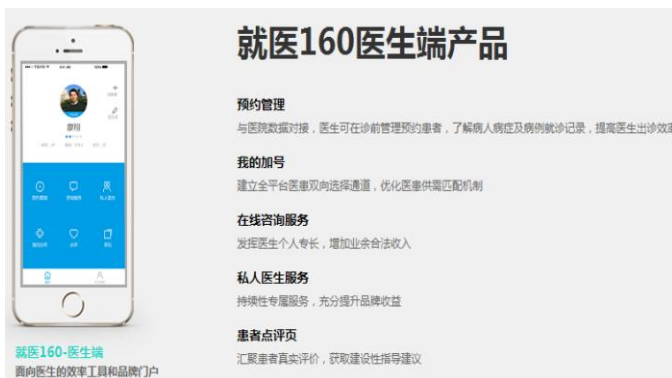 就医160医生端产品
预约管理
与医院数据对接，医生可在诊前管理预约患者，了解病人病症及病例就诊记录，提高医生出诊效率
我的加号
建立全平台医患双向选择通道，优化医患供需匹配机制
在线咨询服务
发挥医生个人专长，增加业余合法收入
私人医生服务
持续性专属服务，充分提升品牌收益
患者点评页
汇聚患者真实评价，获取建设性指导建议
就医160-医生端
面向医生的效率工具和品牌门户